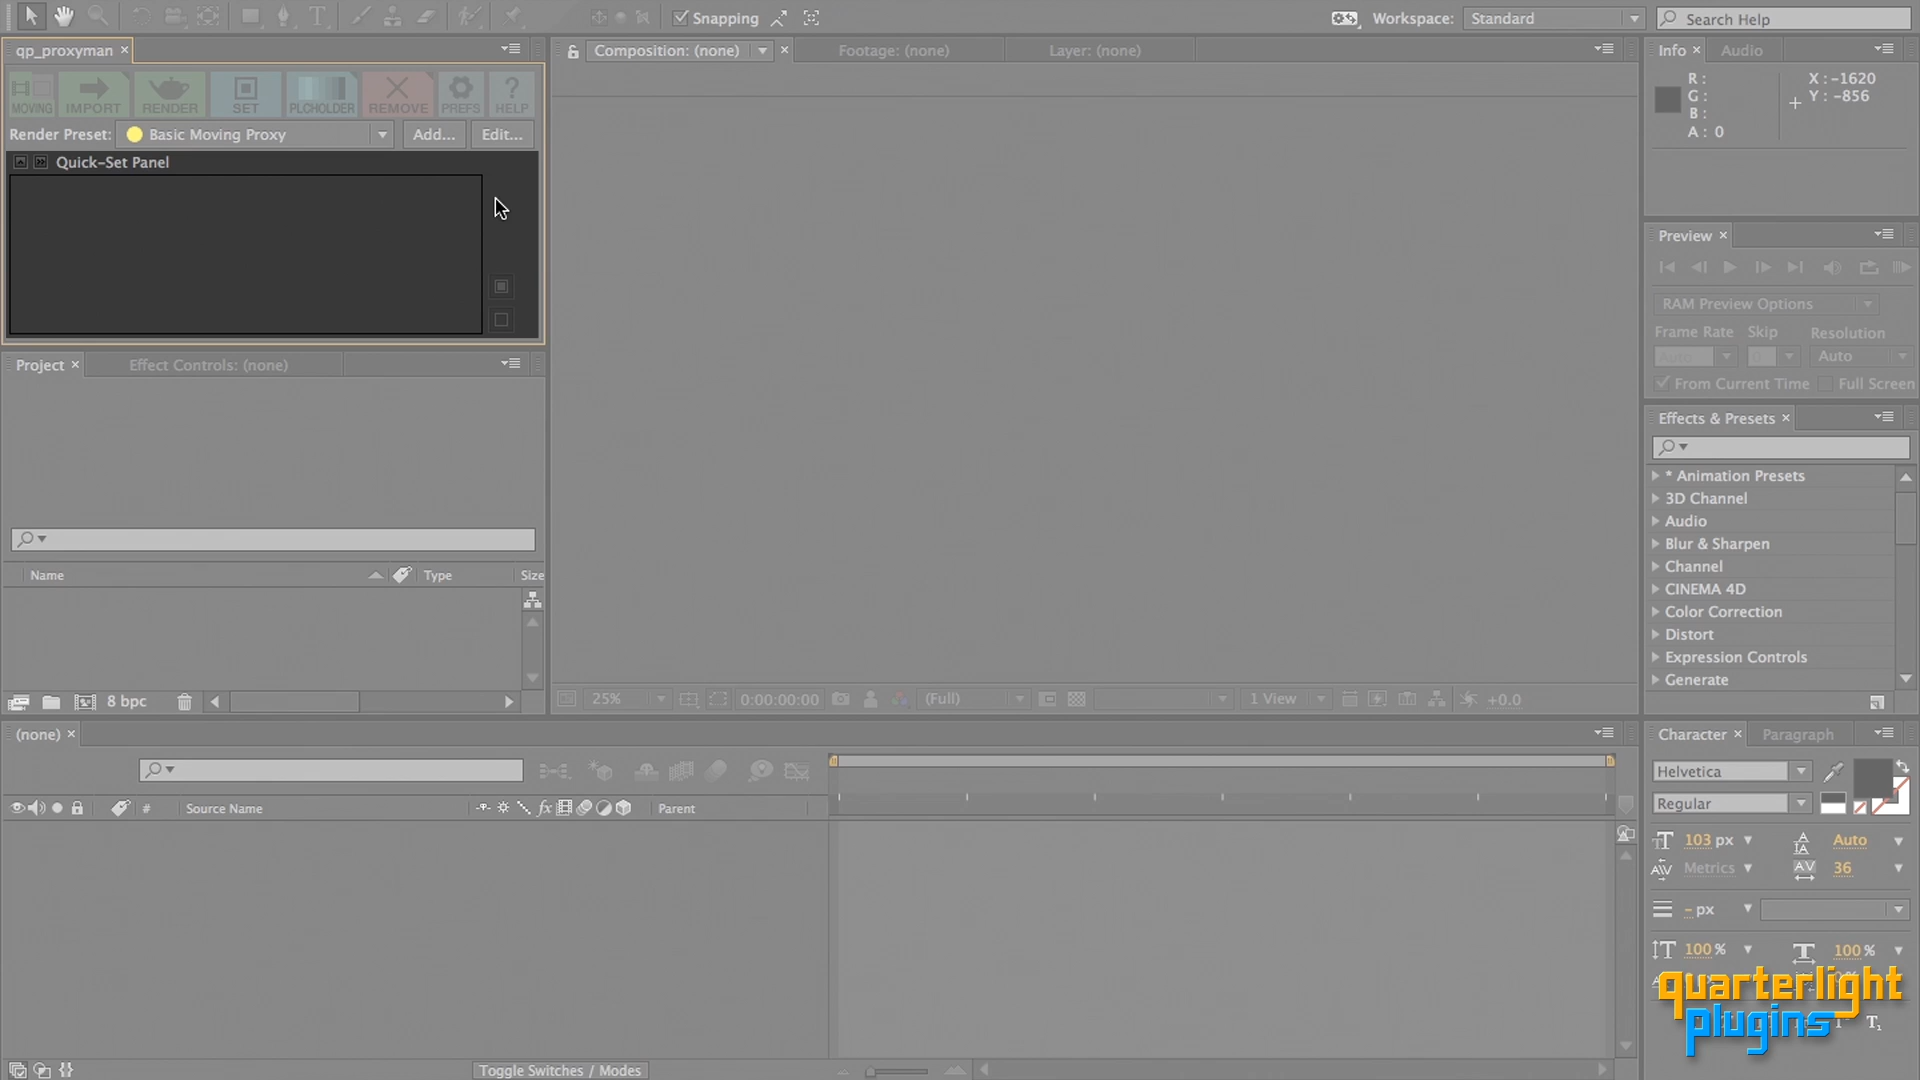 Snapping
Workspace: Standard
Search Help
qp_proxyman
MOVING IMPORT RENDER SET PLCHOLDER REMOVE PREFS HELP
Render Preset: Basic Moving Proxy Add... Edit...
Quick-Set Panel
Project
Effect Controls: (none)
Name Type Size
8 bpc
Composition: (none)
Footage: (none)
Layer: (none)
25%
0:00:00:00
(Full)
1 View
+0.0
Info
Audio
R :
G :
B :
A : 0
X : -1620
Y : -856
Preview
RAM Preview Options
Frame Rate Skip Resolution
Auto 0 Auto
From Current Time Full Screen
Effects & Presets
* Animation Presets
3D Channel
Audio
Blur & Sharpen
Channel
CINEMA 4D
Color Correction
Distort
Expression Controls
Generate
(none)
# Source Name
fx
Parent
Toggle Switches / Modes
Character
Paragraph
Helvetica
Regular
103 px
Auto
Metrics
36
- px
100 %
100 %
quarterlight
plugins